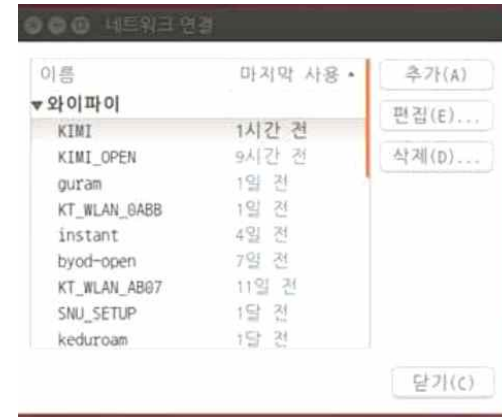 네트워크 연결
이름 마지막 사용
와이파이
KIMI 1시간 전
KIMI_OPEN 9시간 전
guram 1일 전
KT_WLAN_0ABB 1일 전
instant 4일 전
byod-open 7일 전
KT_WLAN_AB07 11일 전
SNU_SETUP 1달 전
keduroam 1달 전
추가(A)
편집(E)...
삭제(D)...
닫기(C)